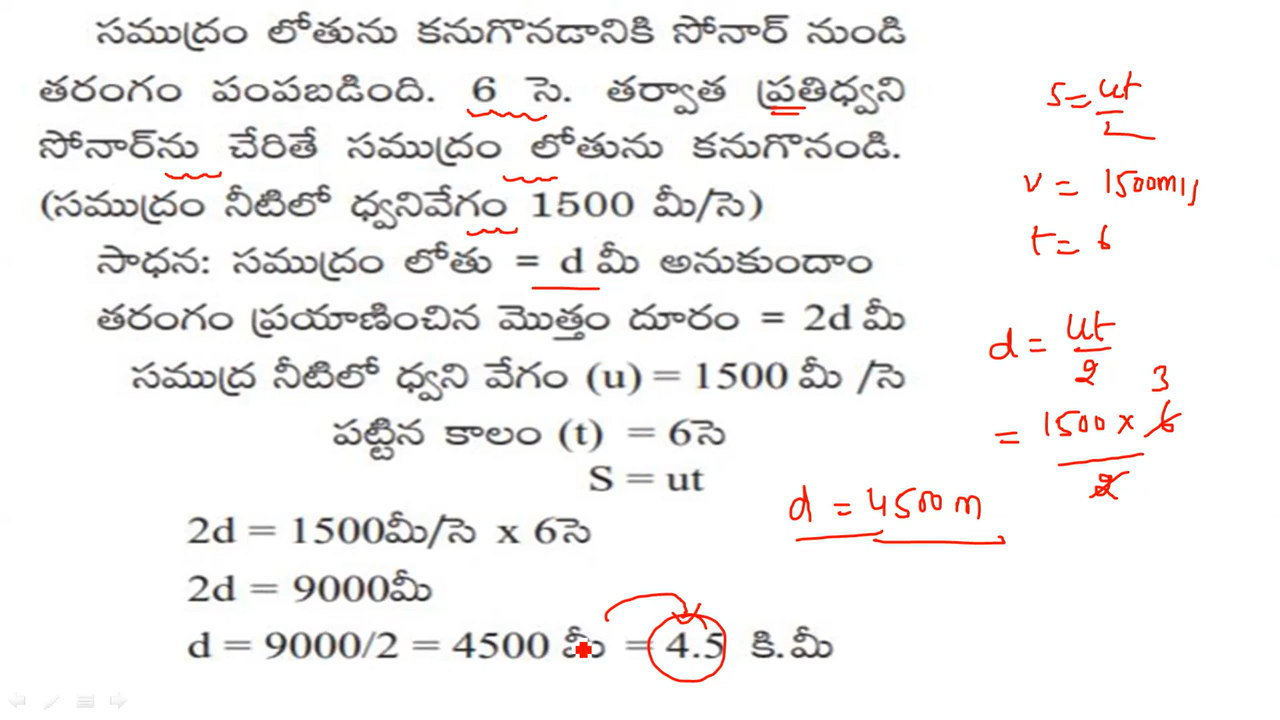 సముద్రం లోతును కనుగొనడానికి సోనార్ నుండి
తరంగం పంపబడింది. 6 సె. తర్వాత ప్రతిధ్వని
సోనార్‌ను చేరితే సముద్రం లోతును కనుగొనండి.
(సముద్రం నీటిలో ధ్వనివేగం 1500 మీ/సె)
సాధన: సముద్రం లోతు = d మీ అనుకుందాం
తరంగం ప్రయాణించిన మొత్తం దూరం = 2d మీ
సముద్ర నీటిలో ధ్వని వేగం (u) = 1500 మీ /సె
పట్టిన కాలం (t) = 6సె
S = ut
2d = 1500మీ/సె x 6సె
2d = 9000మీ
d = 9000/2 = 4500 మీ = 4.5 కి.మీ
S = ut
v = 1500m/s
t = 6
d = ut
2
3
= 1500 x 6
2
d = 4500 m